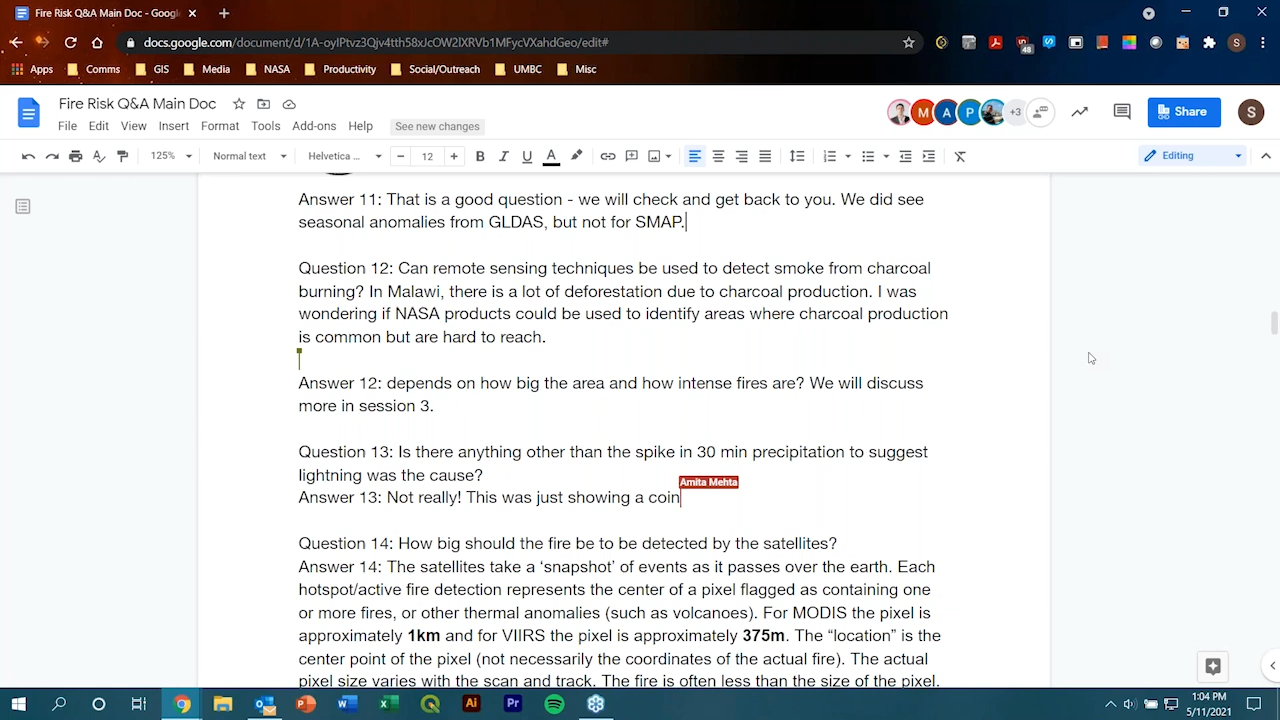 Fire Risk Q&A Main Doc - Googl
docs.google.com/document/d/1A-oyIPtvz3Qjv4tth58xJcOW2lXRVb1MFycVXahdGeo/edit#
48
S
Apps Comms GIS Media NASA Productivity Social/Outreach UMBC Misc
Fire Risk Q&A Main Doc
M A P +3 Share S
File Edit View Insert Format Tools Add-ons Help See new changes
125% Normal text Helvetica ... 12 B I U A Editing
Answer 11: That is a good question - we will check and get back to you. We did see
seasonal anomalies from GLDAS, but not for SMAP.
Question 12: Can remote sensing techniques be used to detect smoke from charcoal
burning? In Malawi, there is a lot of deforestation due to charcoal production. I was
wondering if NASA products could be used to identify areas where charcoal production
is common but are hard to reach.
Answer 12: depends on how big the area and how intense fires are? We will discuss
more in session 3.
Question 13: Is there anything other than the spike in 30 min precipitation to suggest
lightning was the cause?
Amita Mehta
Answer 13: Not really! This was just showing a coin
Question 14: How big should the fire be to be detected by the satellites?
Answer 14: The satellites take a ‘snapshot’ of events as it passes over the earth. Each
hotspot/active fire detection represents the center of a pixel flagged as containing one
or more fires, or other thermal anomalies (such as volcanoes). For MODIS the pixel is
approximately 1km and for VIIRS the pixel is approximately 375m. The “location” is the
center point of the pixel (not necessarily the coordinates of the actual fire). The actual
pixel size varies with the scan and track. The fire is often less than the size of the pixel.
Ai Pr
1:04 PM
5/11/2021